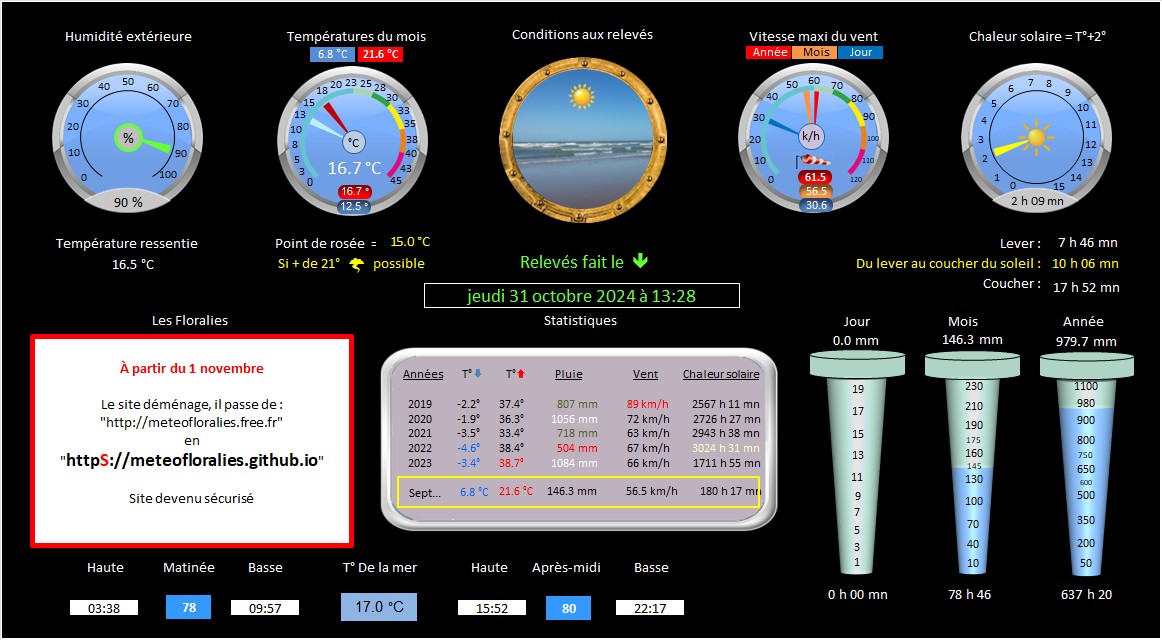 Humidité extérieure
Températures du mois
6.8 °C 21.6 °C
Conditions aux relevés
Vitesse maxi du vent
Année Mois Jour
Chaleur solaire = T°+2°
0 10 20 30 40 50 60 70 80 90 100
%
90 %
0 3 5 8 10 13 15 18 20 23 25 28 30 33 35 38 40 43 45
°C
16.7 °C
16.7 °
12.5 °
0 10 20 30 40 50 60 70 80 90 100 110 120
k/h
61.5
56.5
30.6
0 1 2 3 4 5 6 7 8 9 10 11 12 13 14 15
2 h 09 mn
Température ressentie
16.5 °C
Point de rosée = 15.0 °C
Si + de 21° possible
Relevés fait le
jeudi 31 octobre 2024 à 13:28
Lever : 7 h 46 mn
Du lever au coucher du soleil : 10 h 06 mn
Coucher : 17 h 52 mn
Les Floralies
À partir du 1 novembre
Le site déménage, il passe de :
"http://meteofloralies.free.fr"
en
"httpS://meteofloralies.github.io"
Site devenu sécurisé
Statistiques
Années T° T° Pluie Vent Chaleur solaire
2019 -2.2° 37.4° 807 mm 89 km/h 2567 h 11 mn
2020 -1.9° 36.3° 1056 mm 72 km/h 2726 h 27 mn
2021 -3.5° 33.4° 718 mm 63 km/h 2943 h 38 mn
2022 -4.6° 38.4° 504 mm 67 km/h 3024 h 31 mn
2023 -3.4° 38.7° 1084 mm 66 km/h 1711 h 55 mn
Sept... 6.8 °C 21.6 °C 146.3 mm 56.5 km/h 180 h 17 mn
Jour
0.0 mm
19
17
15
13
11
9
7
5
3
1
0 h 00 mn
Mois
146.3 mm
230
210
190
175
160
145
130
100
70
40
10
78 h 46
Année
979.7 mm
1100
980
900
800
750
650
600
500
350
200
50
637 h 20
Haute Matinée Basse
03:38 78 09:57
T° De la mer
17.0 °C
Haute Après-midi Basse
15:52 80 22:17